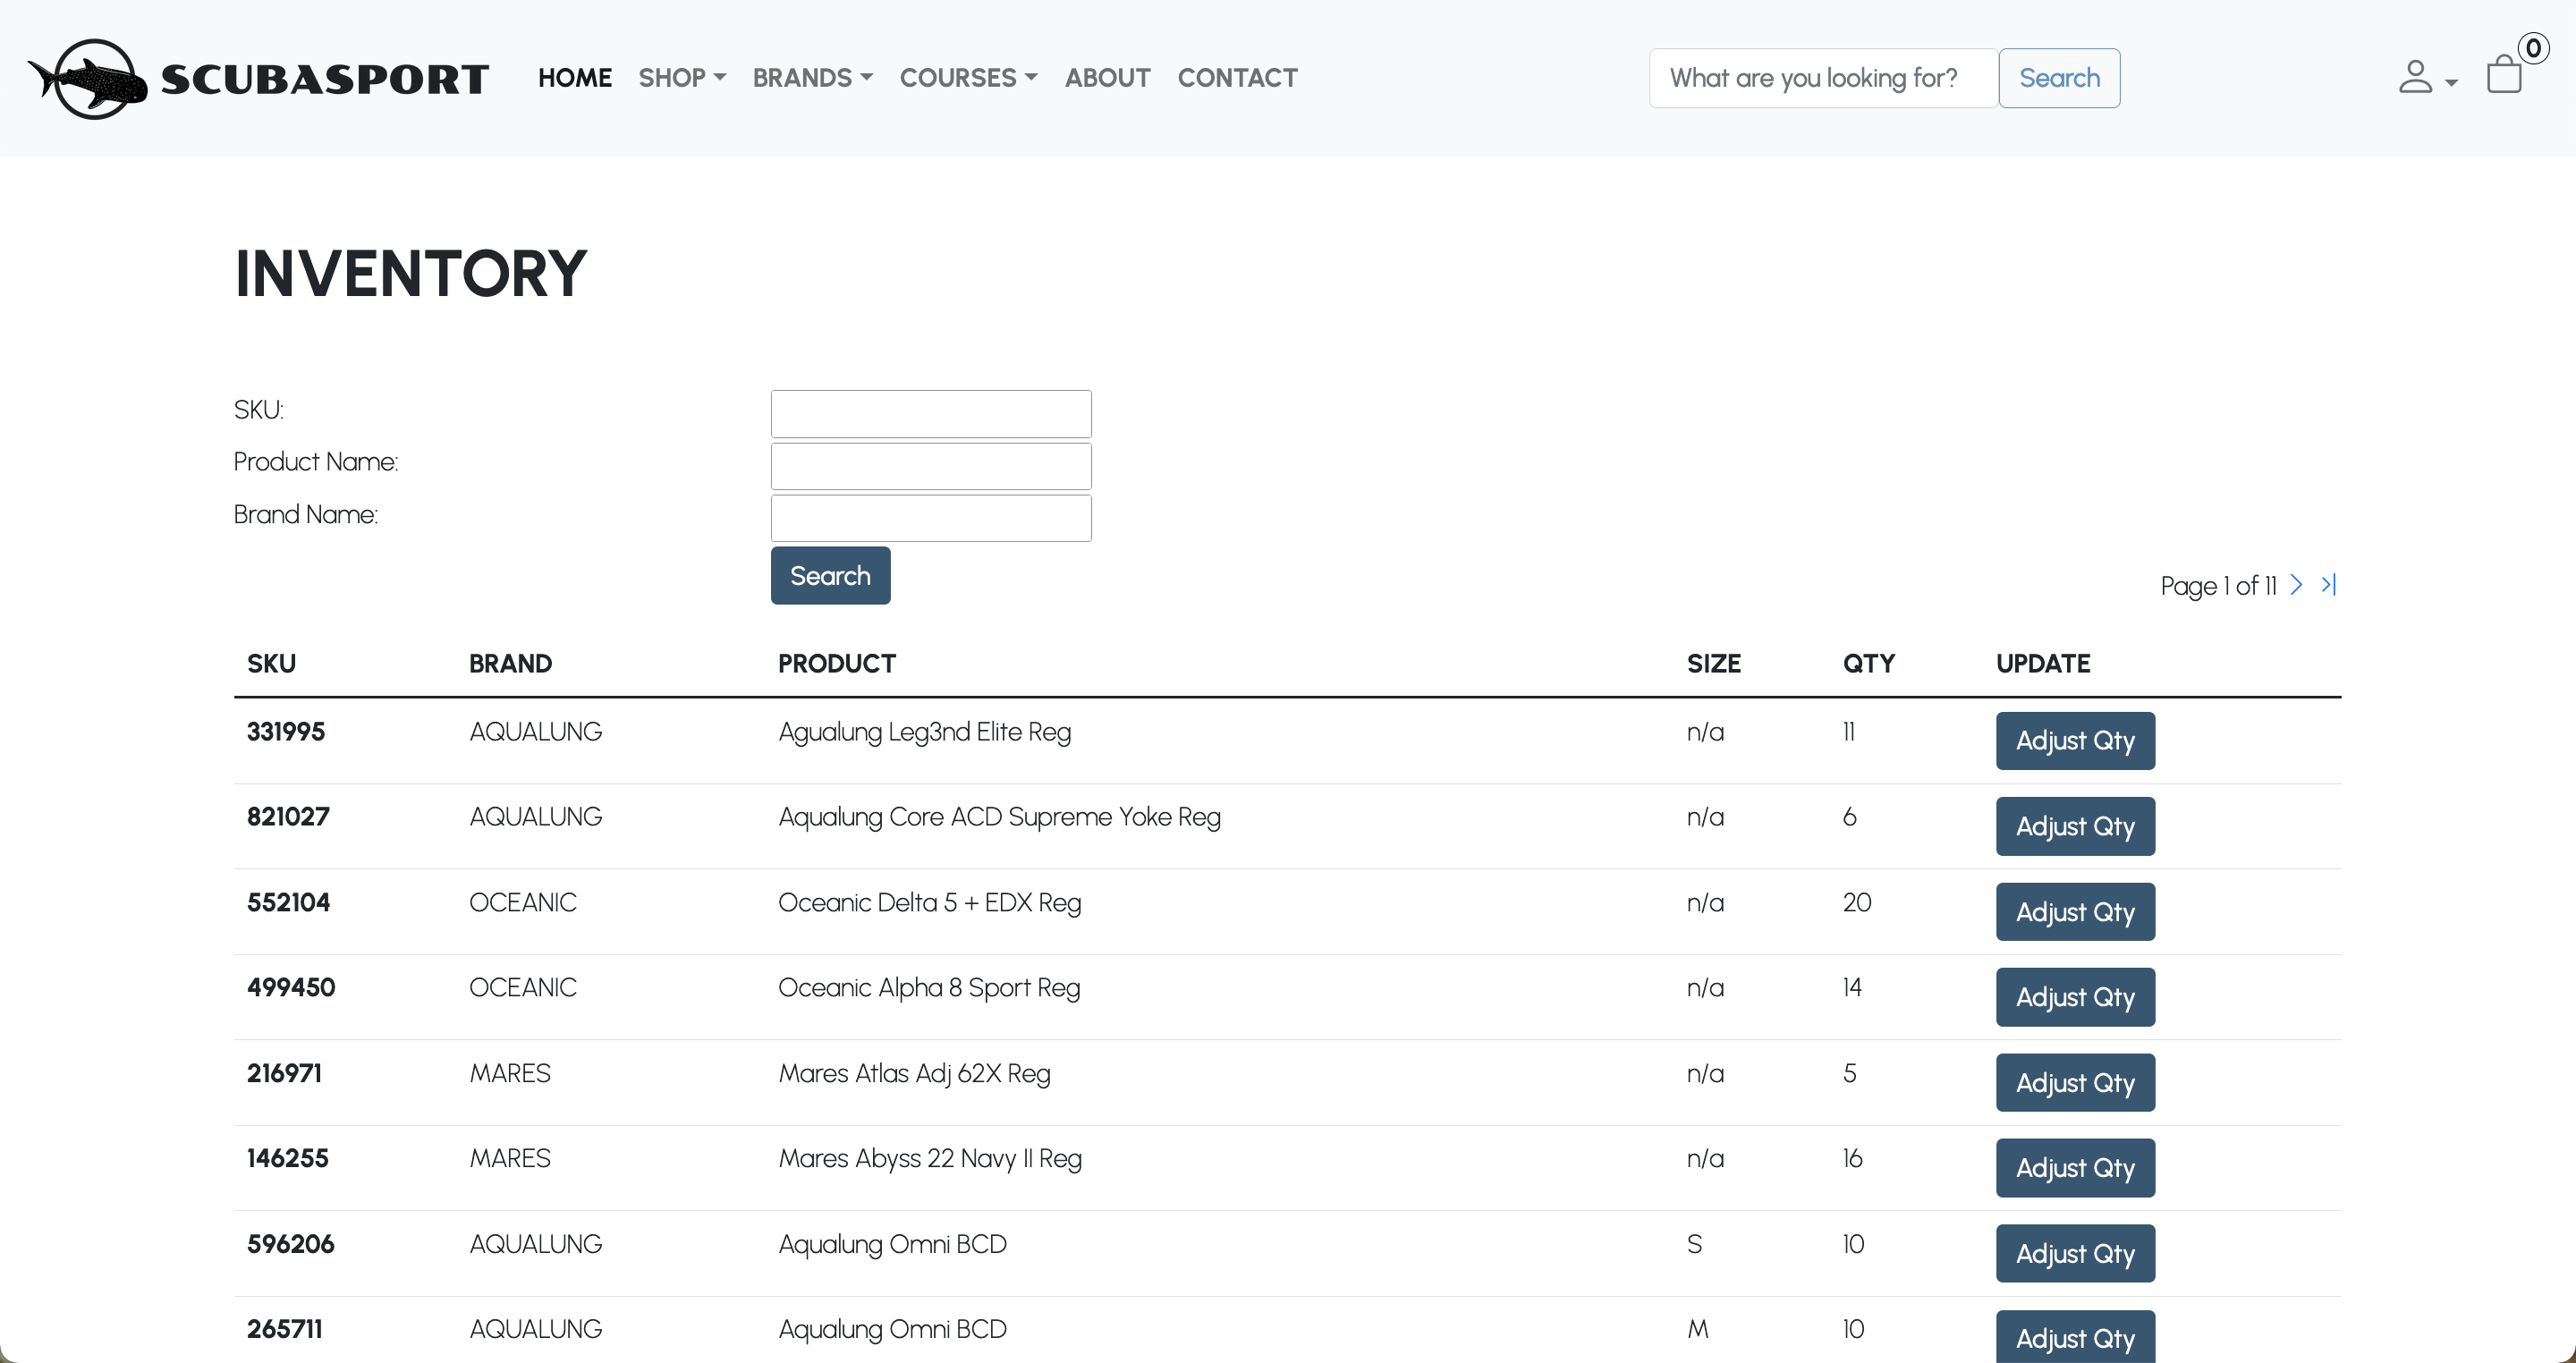 SCUBASPORT HOME SHOP BRANDS COURSES ABOUT CONTACT What are you looking for? Search 0
INVENTORY
SKU:
Product Name:
Brand Name:
Search Page 1 of 11
SKU BRAND PRODUCT SIZE QTY UPDATE
331995 AQUALUNG Agualung Leg3nd Elite Reg n/a 11 Adjust Qty
821027 AQUALUNG Aqualung Core ACD Supreme Yoke Reg n/a 6 Adjust Qty
552104 OCEANIC Oceanic Delta 5 + EDX Reg n/a 20 Adjust Qty
499450 OCEANIC Oceanic Alpha 8 Sport Reg n/a 14 Adjust Qty
216971 MARES Mares Atlas Adj 62X Reg n/a 5 Adjust Qty
146255 MARES Mares Abyss 22 Navy II Reg n/a 16 Adjust Qty
596206 AQUALUNG Aqualung Omni BCD S 10 Adjust Qty
265711 AQUALUNG Aqualung Omni BCD M 10 Adjust Qty